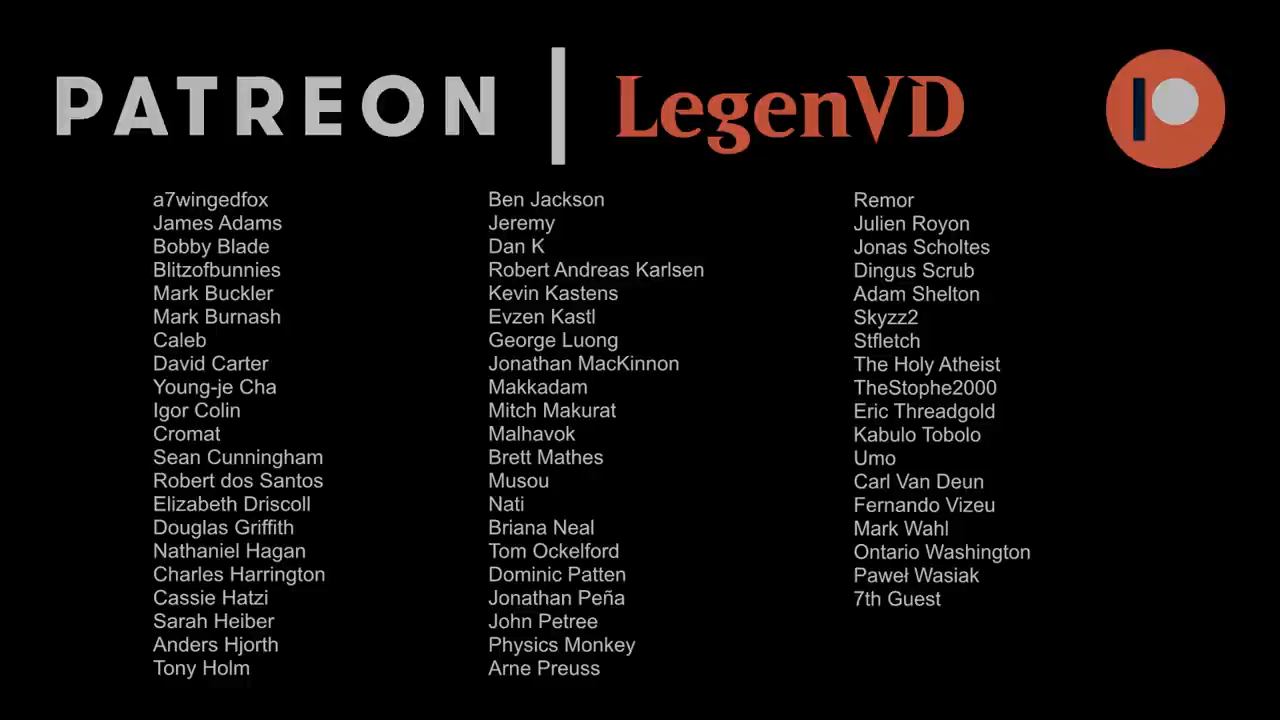 PATREON | LegenVD
a7wingedfox
James Adams
Bobby Blade
Blitzofbunnies
Mark Buckler
Mark Burnash
Caleb
David Carter
Young-je Cha
Igor Colin
Cromat
Sean Cunningham
Robert dos Santos
Elizabeth Driscoll
Douglas Griffith
Nathaniel Hagan
Charles Harrington
Cassie Hatzi
Sarah Heiber
Anders Hjorth
Tony Holm
Ben Jackson
Jeremy
Dan K
Robert Andreas Karlsen
Kevin Kastens
Evzen Kastl
George Luong
Jonathan MacKinnon
Makkadam
Mitch Makurat
Malhavok
Brett Mathes
Musou
Nati
Briana Neal
Tom Ockelford
Dominic Patten
Jonathan Peña
John Petree
Physics Monkey
Arne Preuss
Remor
Julien Royon
Jonas Scholtes
Dingus Scrub
Adam Shelton
Skyzz2
Stfletch
The Holy Atheist
TheStophe2000
Eric Threadgold
Kabulo Tobolo
Umo
Carl Van Deun
Fernando Vizeu
Mark Wahl
Ontario Washington
Paweł Wasiak
7th Guest